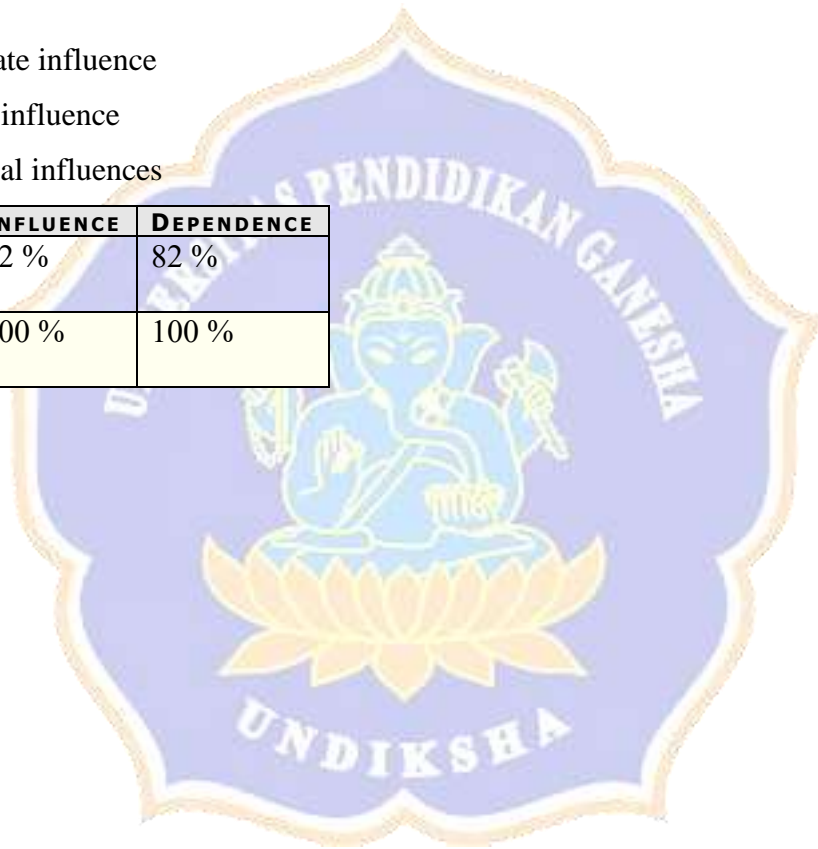 ate influence
influence
al influences
NFLUENCE DEPENDENCE
2 % 82 %
00 % 100 %
PENDIDIKAN GANESHA
UNDIKSHA